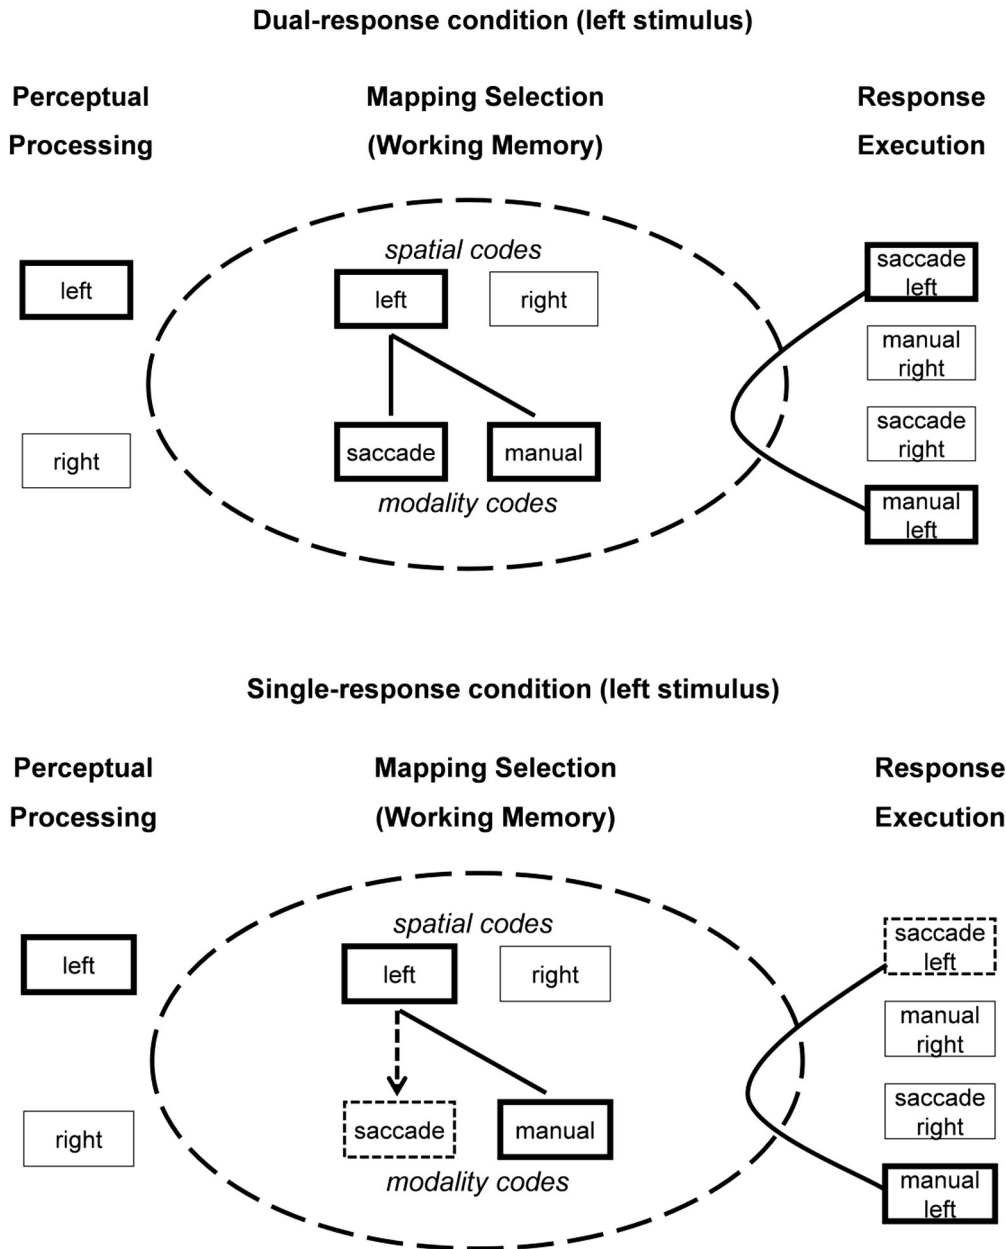 Dual-response condition (left stimulus)
Perceptual
Processing
Mapping Selection
(Working Memory)
Response
Execution
left
right
spatial codes
left
right
saccade
manual
modality codes
saccade
left
manual
right
saccade
right
manual
left
Single-response condition (left stimulus)
Perceptual
Processing
Mapping Selection
(Working Memory)
Response
Execution
left
right
spatial codes
left
right
saccade
manual
modality codes
saccade
left
manual
right
saccade
right
manual
left